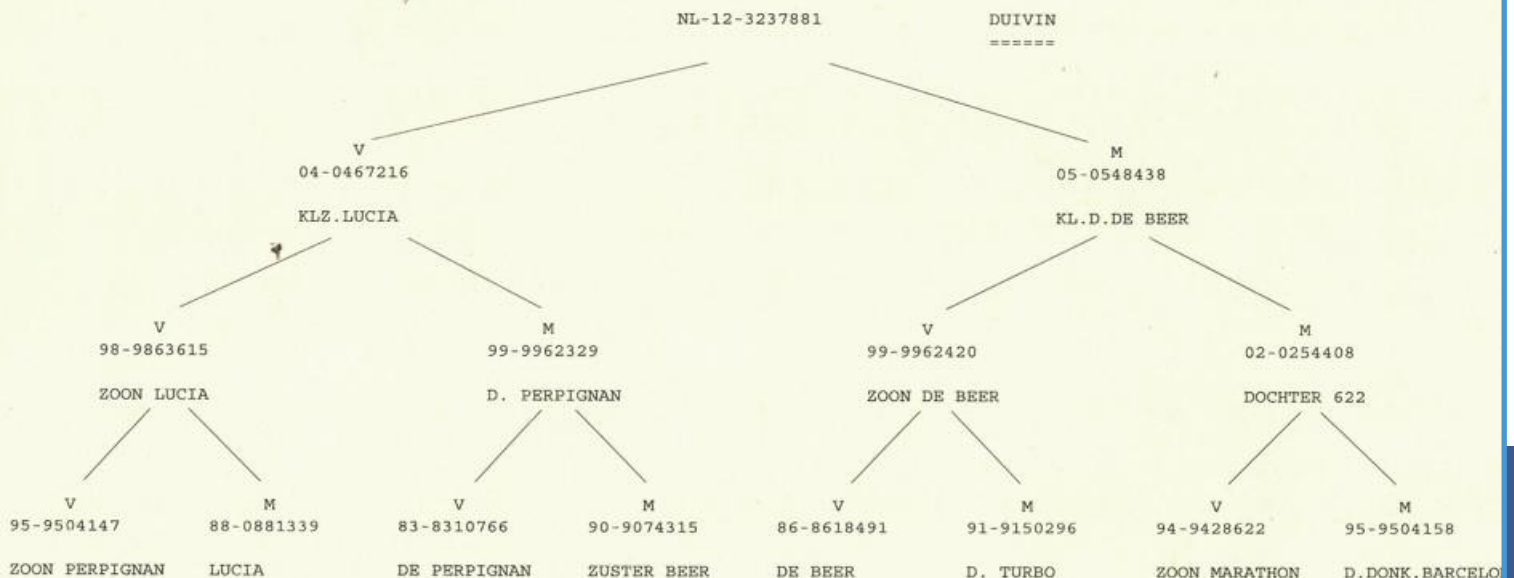 NL-12-3237881 DUIVIN
======
V M
04-0467216 05-0548438
KLZ.LUCIA KL.D.DE BEER
V M V M
98-9863615 99-9962329 99-9962420 02-0254408
ZOON LUCIA D. PERPIGNAN ZOON DE BEER DOCHTER 622
V M V M V M V M
95-9504147 88-0881339 83-8310766 90-9074315 86-8618491 91-9150296 94-9428622 95-9504158
ZOON PERPIGNAN LUCIA DE PERPIGNAN ZUSTER BEER DE BEER D. TURBO ZOON MARATHON